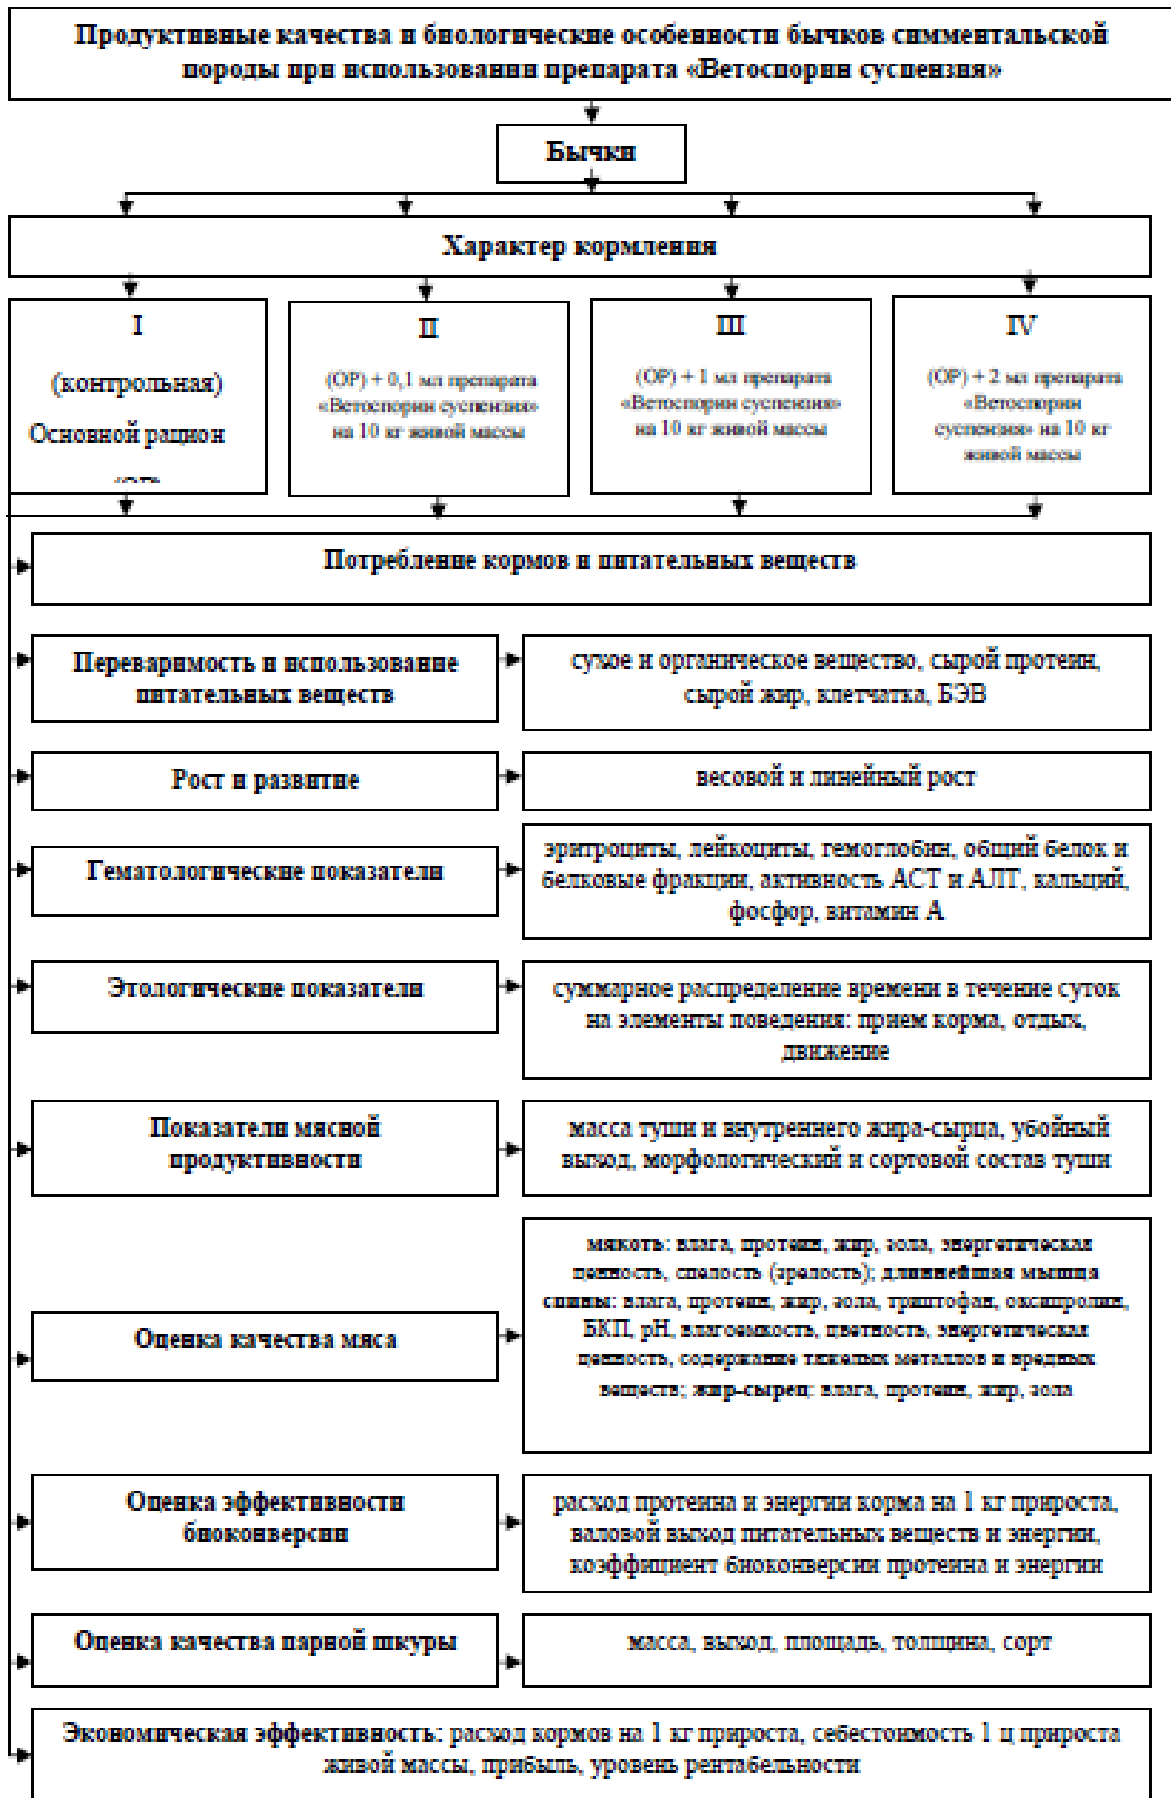 Продуктивные качества и биологические особенности бычков симментальской
породы при использовании препарата «Ветоспорин суспензия»
Бычки
Характер кормления
I
(контрольная)
Основной рацион
II
(ОР) + 0,1 мл препарата
«Ветоспорин суспензия»
на 10 кг живой массы
III
(ОР) + 1 мл препарата
«Ветоспорин суспензия»
на 10 кг живой массы
IV
(ОР) + 2 мл препарата
«Ветоспорин
суспензия» на 10 кг
живой массы
Потребление кормов и питательных веществ
Переваримость и использование
питательных веществ
сухое и органическое вещество, сырой протеин,
сырой жир, клетчатка, БЭВ
Рост и развитие
весовой и линейный рост
Гематологические показатели
эритроциты, лейкоциты, гемоглобин, общий белок и
белковые фракции, активность АСТ и АЛТ, кальций,
фосфор, витамин А
Этологические показатели
суммарное распределение времени в течение суток
на элементы поведения: прием корма, отдых,
движение
Показатели мясной
продуктивности
масса туши и внутреннего жира-сырца, убойный
выход, морфологический и сортовой состав туши
Оценка качества мяса
мякоть: влага, протеин, жир, зола, энергетическая
ценность, спелость (зрелость); длиннейшая мышца
спины: влага, протеин, жир, зола, триптофан, оксипролин,
БКП, pH, влагоемкость, цветность, энергетическая
ценность, содержание тяжелых металлов и вредных
веществ; жир-сырец: влага, протеин, жир, зола
Оценка эффективности
биоконверсии
расход протеина и энергии корма на 1 кг прироста,
валовой выход питательных веществ и энергии,
коэффициент биоконверсии протеина и энергии
Оценка качества парной шкуры
масса, выход, площадь, толщина, сорт
Экономическая эффективность: расход кормов на 1 кг прироста, себестоимость 1 ц прироста
живой массы, прибыль, уровень рентабельности